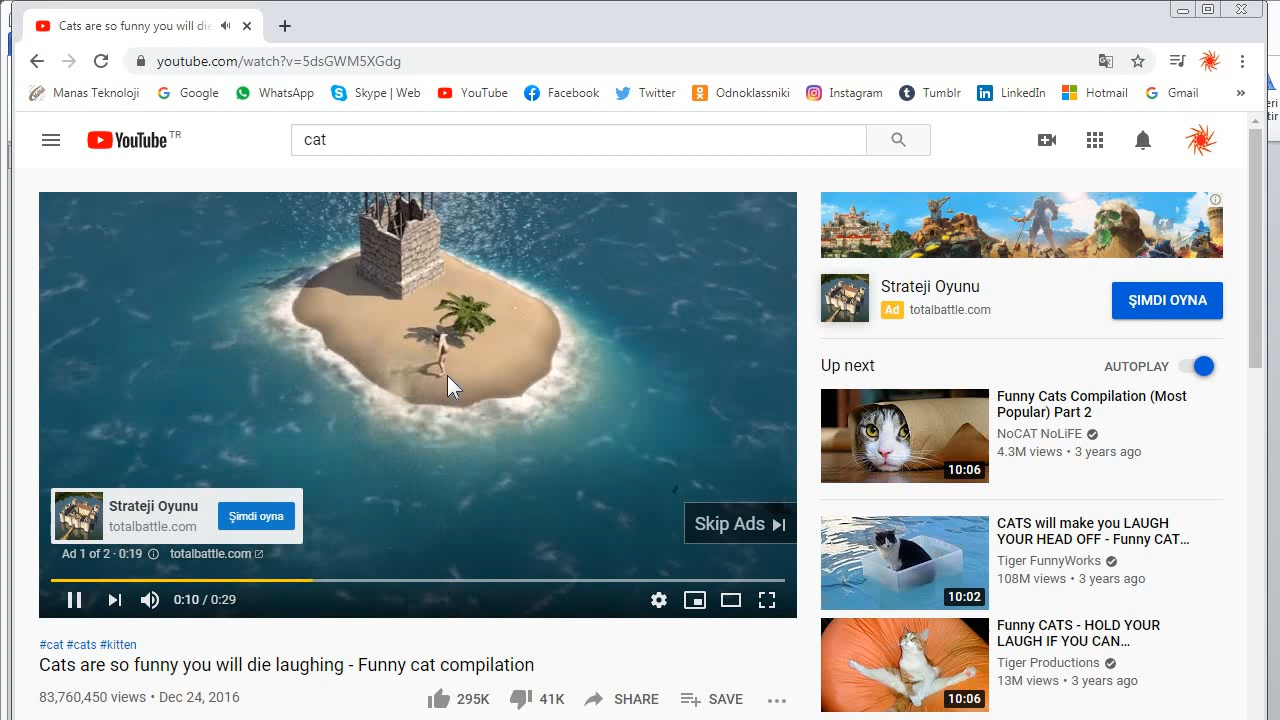 Cats are so funny you will die
youtube.com/watch?v=5dsGWM5XGdg
Manas Teknoloji Google WhatsApp Skype | Web YouTube Facebook Twitter Odnoklassniki Instagram Tumblr LinkedIn Hotmail Gmail »
YouTube TR
cat
Strateji Oyunu
Ad totalbattle.com
ŞIMDI OYNA
Up next
AUTOPLAY
Funny Cats Compilation (Most
Popular) Part 2
NoCAT NoLiFE
4.3M views • 3 years ago
10:06
CATS will make you LAUGH
YOUR HEAD OFF - Funny CAT…
Tiger FunnyWorks
108M views • 3 years ago
10:02
Funny CATS - HOLD YOUR
LAUGH IF YOU CAN…
Tiger Productions
13M views • 3 years ago
10:06
Strateji Oyunu
totalbattle.com
Şimdi oyna
Skip Ads
Ad 1 of 2 · 0:19 totalbattle.com
0:10 / 0:29
#cat #cats #kitten
Cats are so funny you will die laughing - Funny cat compilation
83,760,450 views • Dec 24, 2016
295K 41K SHARE SAVE